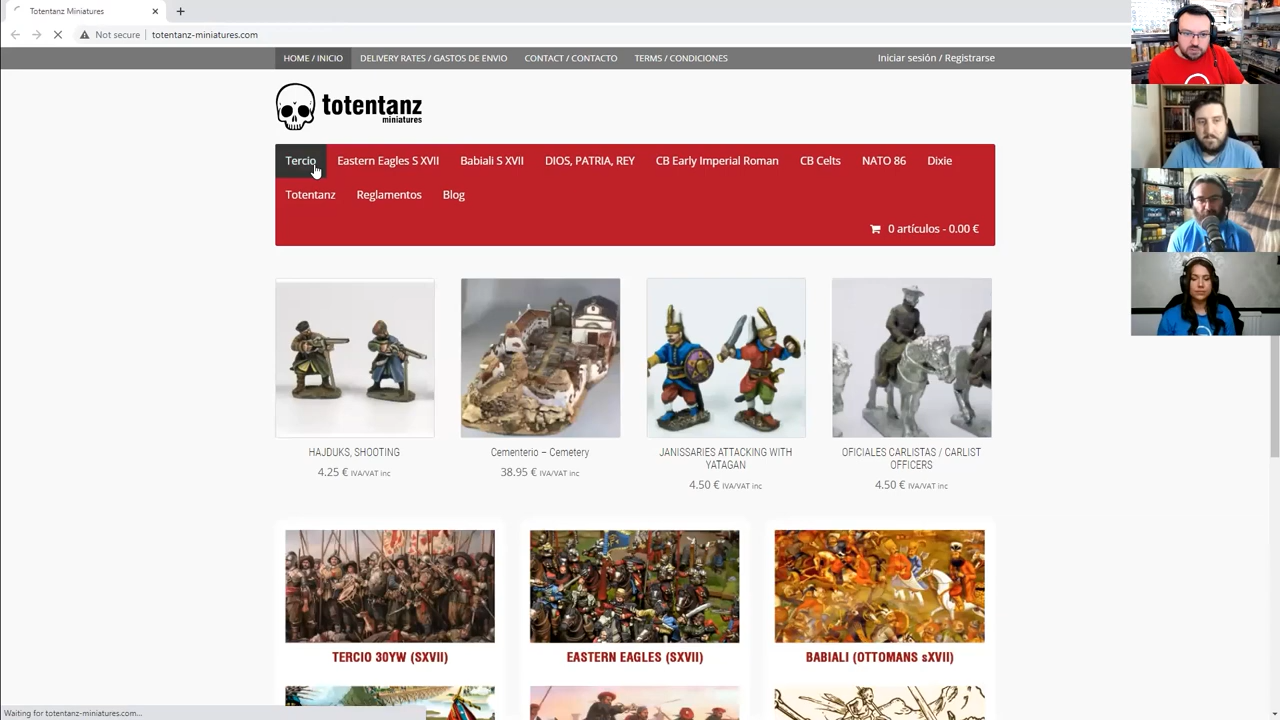 Totentanz Miniatures
Not secure
totentanz-miniatures.com
HOME / INICIO
DELIVERY RATES / GASTOS DE ENVIO
CONTACT / CONTACTO
TERMS / CONDICIONES
Iniciar sesión / Registrarse
totentanz
miniatures
Tercio
Eastern Eagles S XVII
Babiali S XVII
DIOS, PATRIA, REY
CB Early Imperial Roman
CB Celts
NATO 86
Dixie
Totentanz
Reglamentos
Blog
0 artículos - 0.00 €
HAJDUKS, SHOOTING
4.25 € IVA/VAT inc
Cementerio – Cemetery
38.95 € IVA/VAT inc
JANISSARIES ATTACKING WITH
YATAGAN
4.50 € IVA/VAT inc
OFICIALES CARLISTAS / CARLIST
OFFICERS
4.50 € IVA/VAT inc
TERCIO 30YW (SXVII)
EASTERN EAGLES (SXVII)
BABIALI (OTTOMANS sXVII)
Waiting for totentanz-miniatures.com...